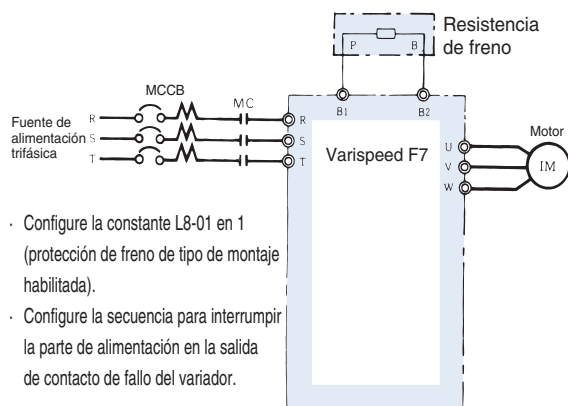 Resistencia
de freno
P B
MCCB
MC
B1 B2
Fuente de
alimentación
trifásica
R
S
T
R
S
T
Varispeed F7
U
V
W
Motor
IM
· Configure la constante L8-01 en 1
(protección de freno de tipo de montaje
habilitada).
· Configure la secuencia para interrumpir
la parte de alimentación en la salida
de contacto de fallo del variador.